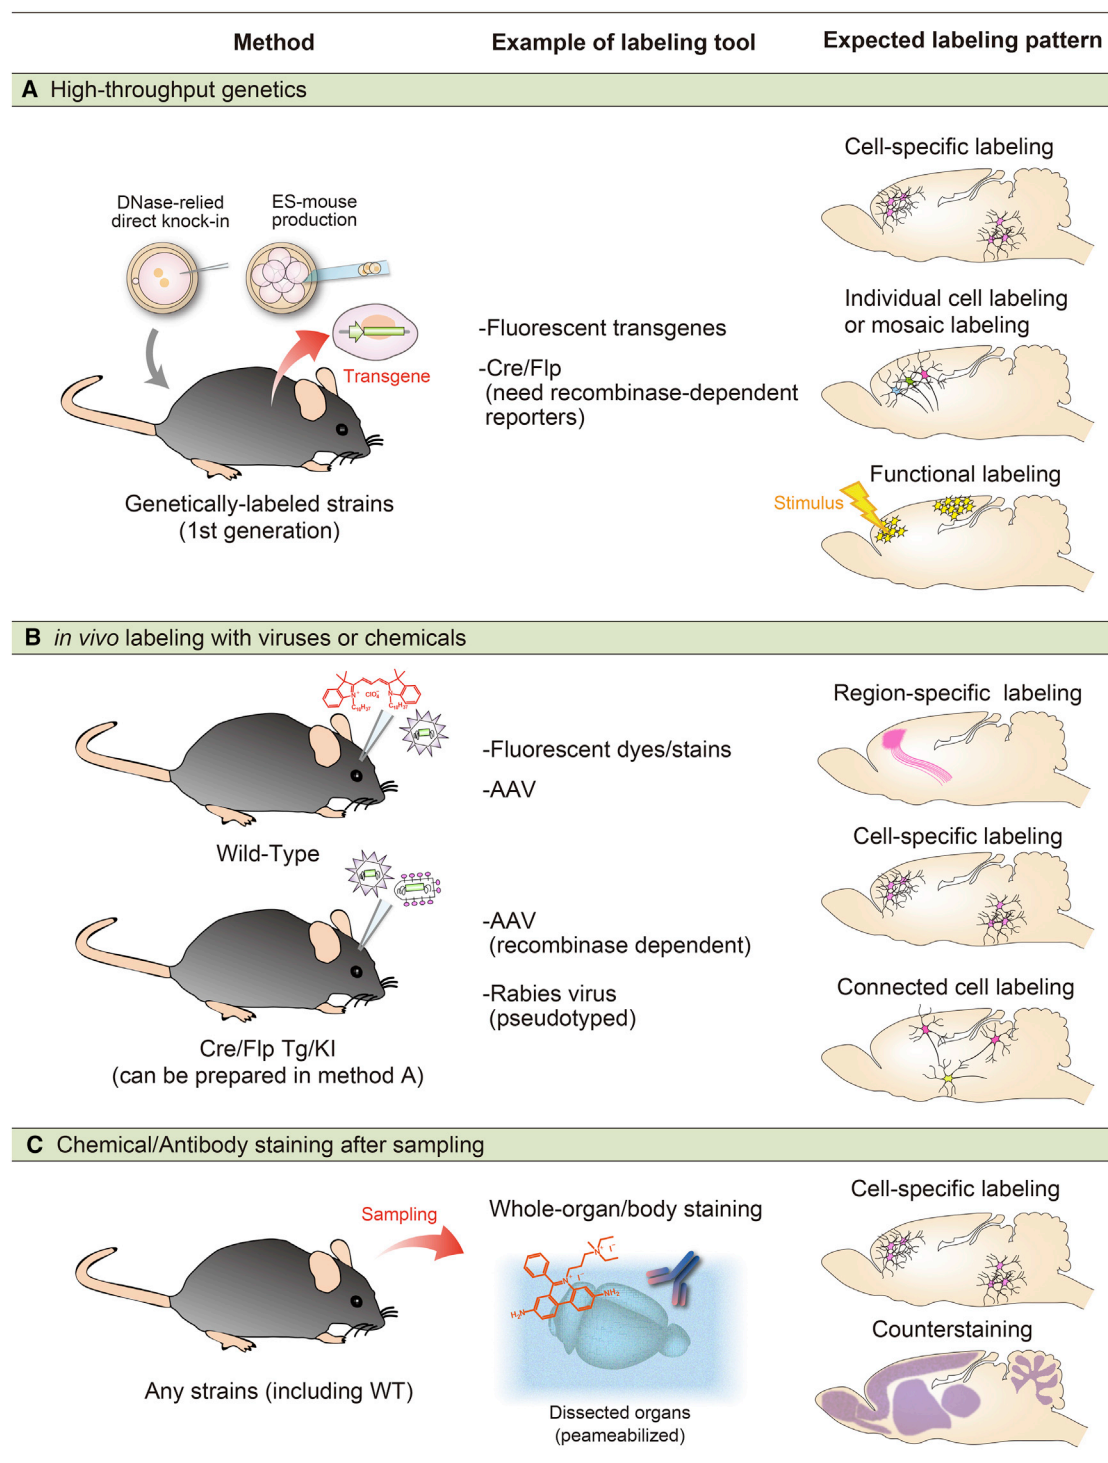 Method
Example of labeling tool
Expected labeling pattern
A High-throughput genetics
DNase-relied
direct knock-in
ES-mouse
production
Transgene
Genetically-labeled strains
(1st generation)
-Fluorescent transgenes
-Cre/Flp
(need recombinase-dependent
reporters)
Cell-specific labeling
Individual cell labeling
or mosaic labeling
Functional labeling
Stimulus
B in vivo labeling with viruses or chemicals
N+
ClO4-
N
C18H37
C18H37
Wild-Type
-Fluorescent dyes/stains
-AAV
Region-specific labeling
Cell-specific labeling
Cre/Flp Tg/KI
(can be prepared in method A)
-AAV
(recombinase dependent)
-Rabies virus
(pseudotyped)
Connected cell labeling
C Chemical/Antibody staining after sampling
Sampling
Any strains (including WT)
Whole-organ/body staining
N+ I-
N+ I-
H2N
NH2
Dissected organs
(peameabilized)
Cell-specific labeling
Counterstaining